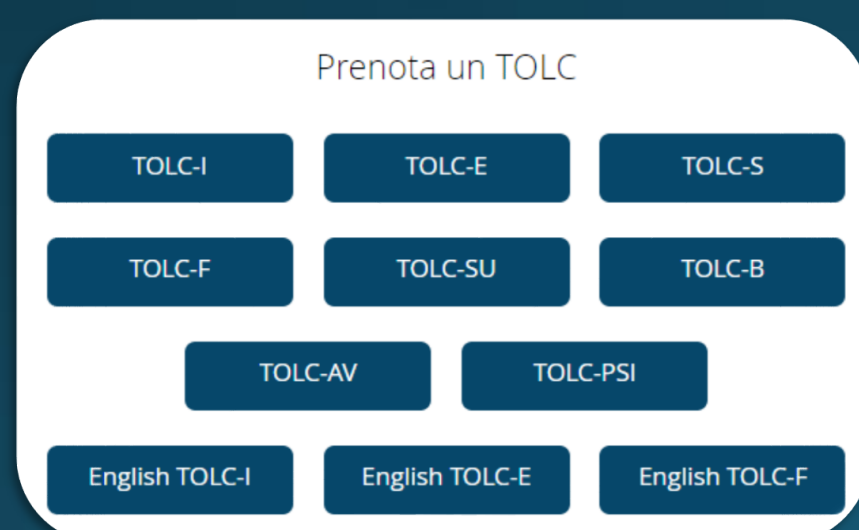 Prenota un TOLC
TOLC-I TOLC-E TOLC-S
TOLC-F TOLC-SU TOLC-B
TOLC-AV TOLC-PSI
English TOLC-I English TOLC-E English TOLC-F